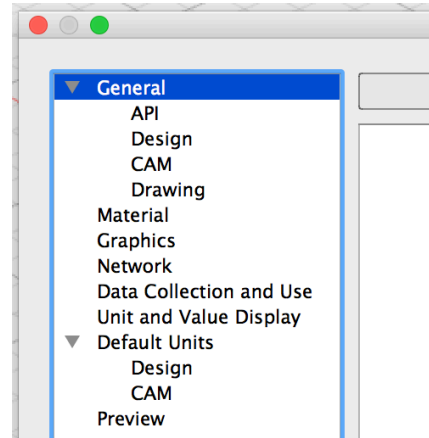 General
API
Design
CAM
Drawing
Material
Graphics
Network
Data Collection and Use
Unit and Value Display
Default Units
Design
CAM
Preview